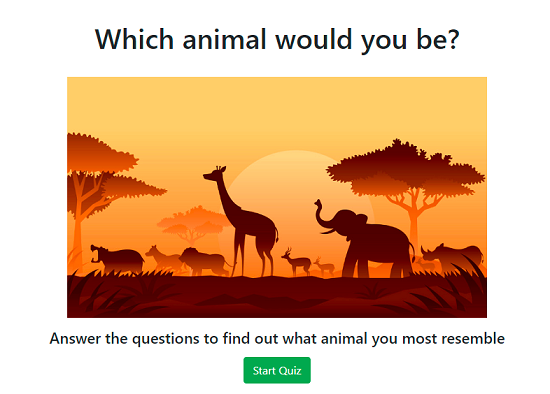 Which animal would you be?
Answer the questions to find out what animal you most resemble
Start Quiz